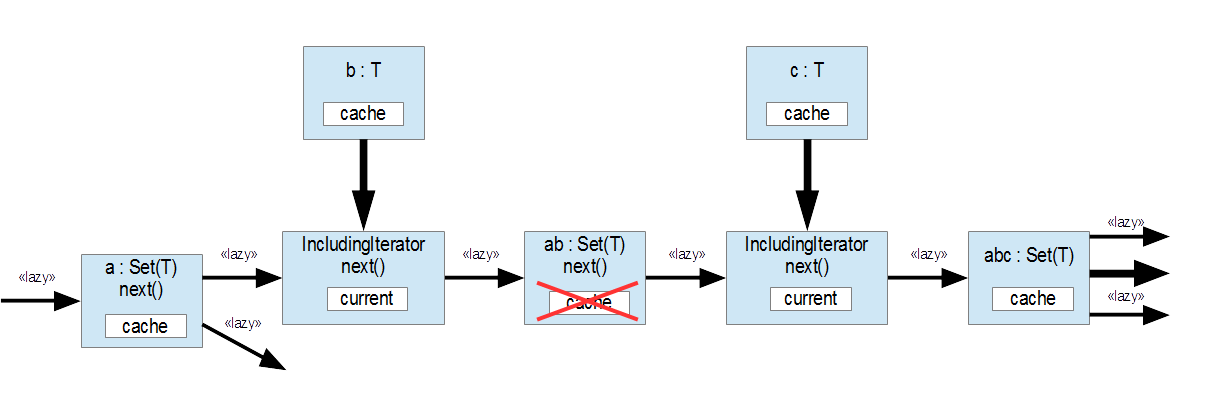 b : T
cache
c : T
cache
«lazy»
a : Set(T)
next()
cache
«lazy»
«lazy»
IncludingIterator
next()
current
«lazy»
ab : Set(T)
next()
cache
«lazy»
IncludingIterator
next()
current
«lazy»
abc : Set(T)
cache
«lazy»
«lazy»